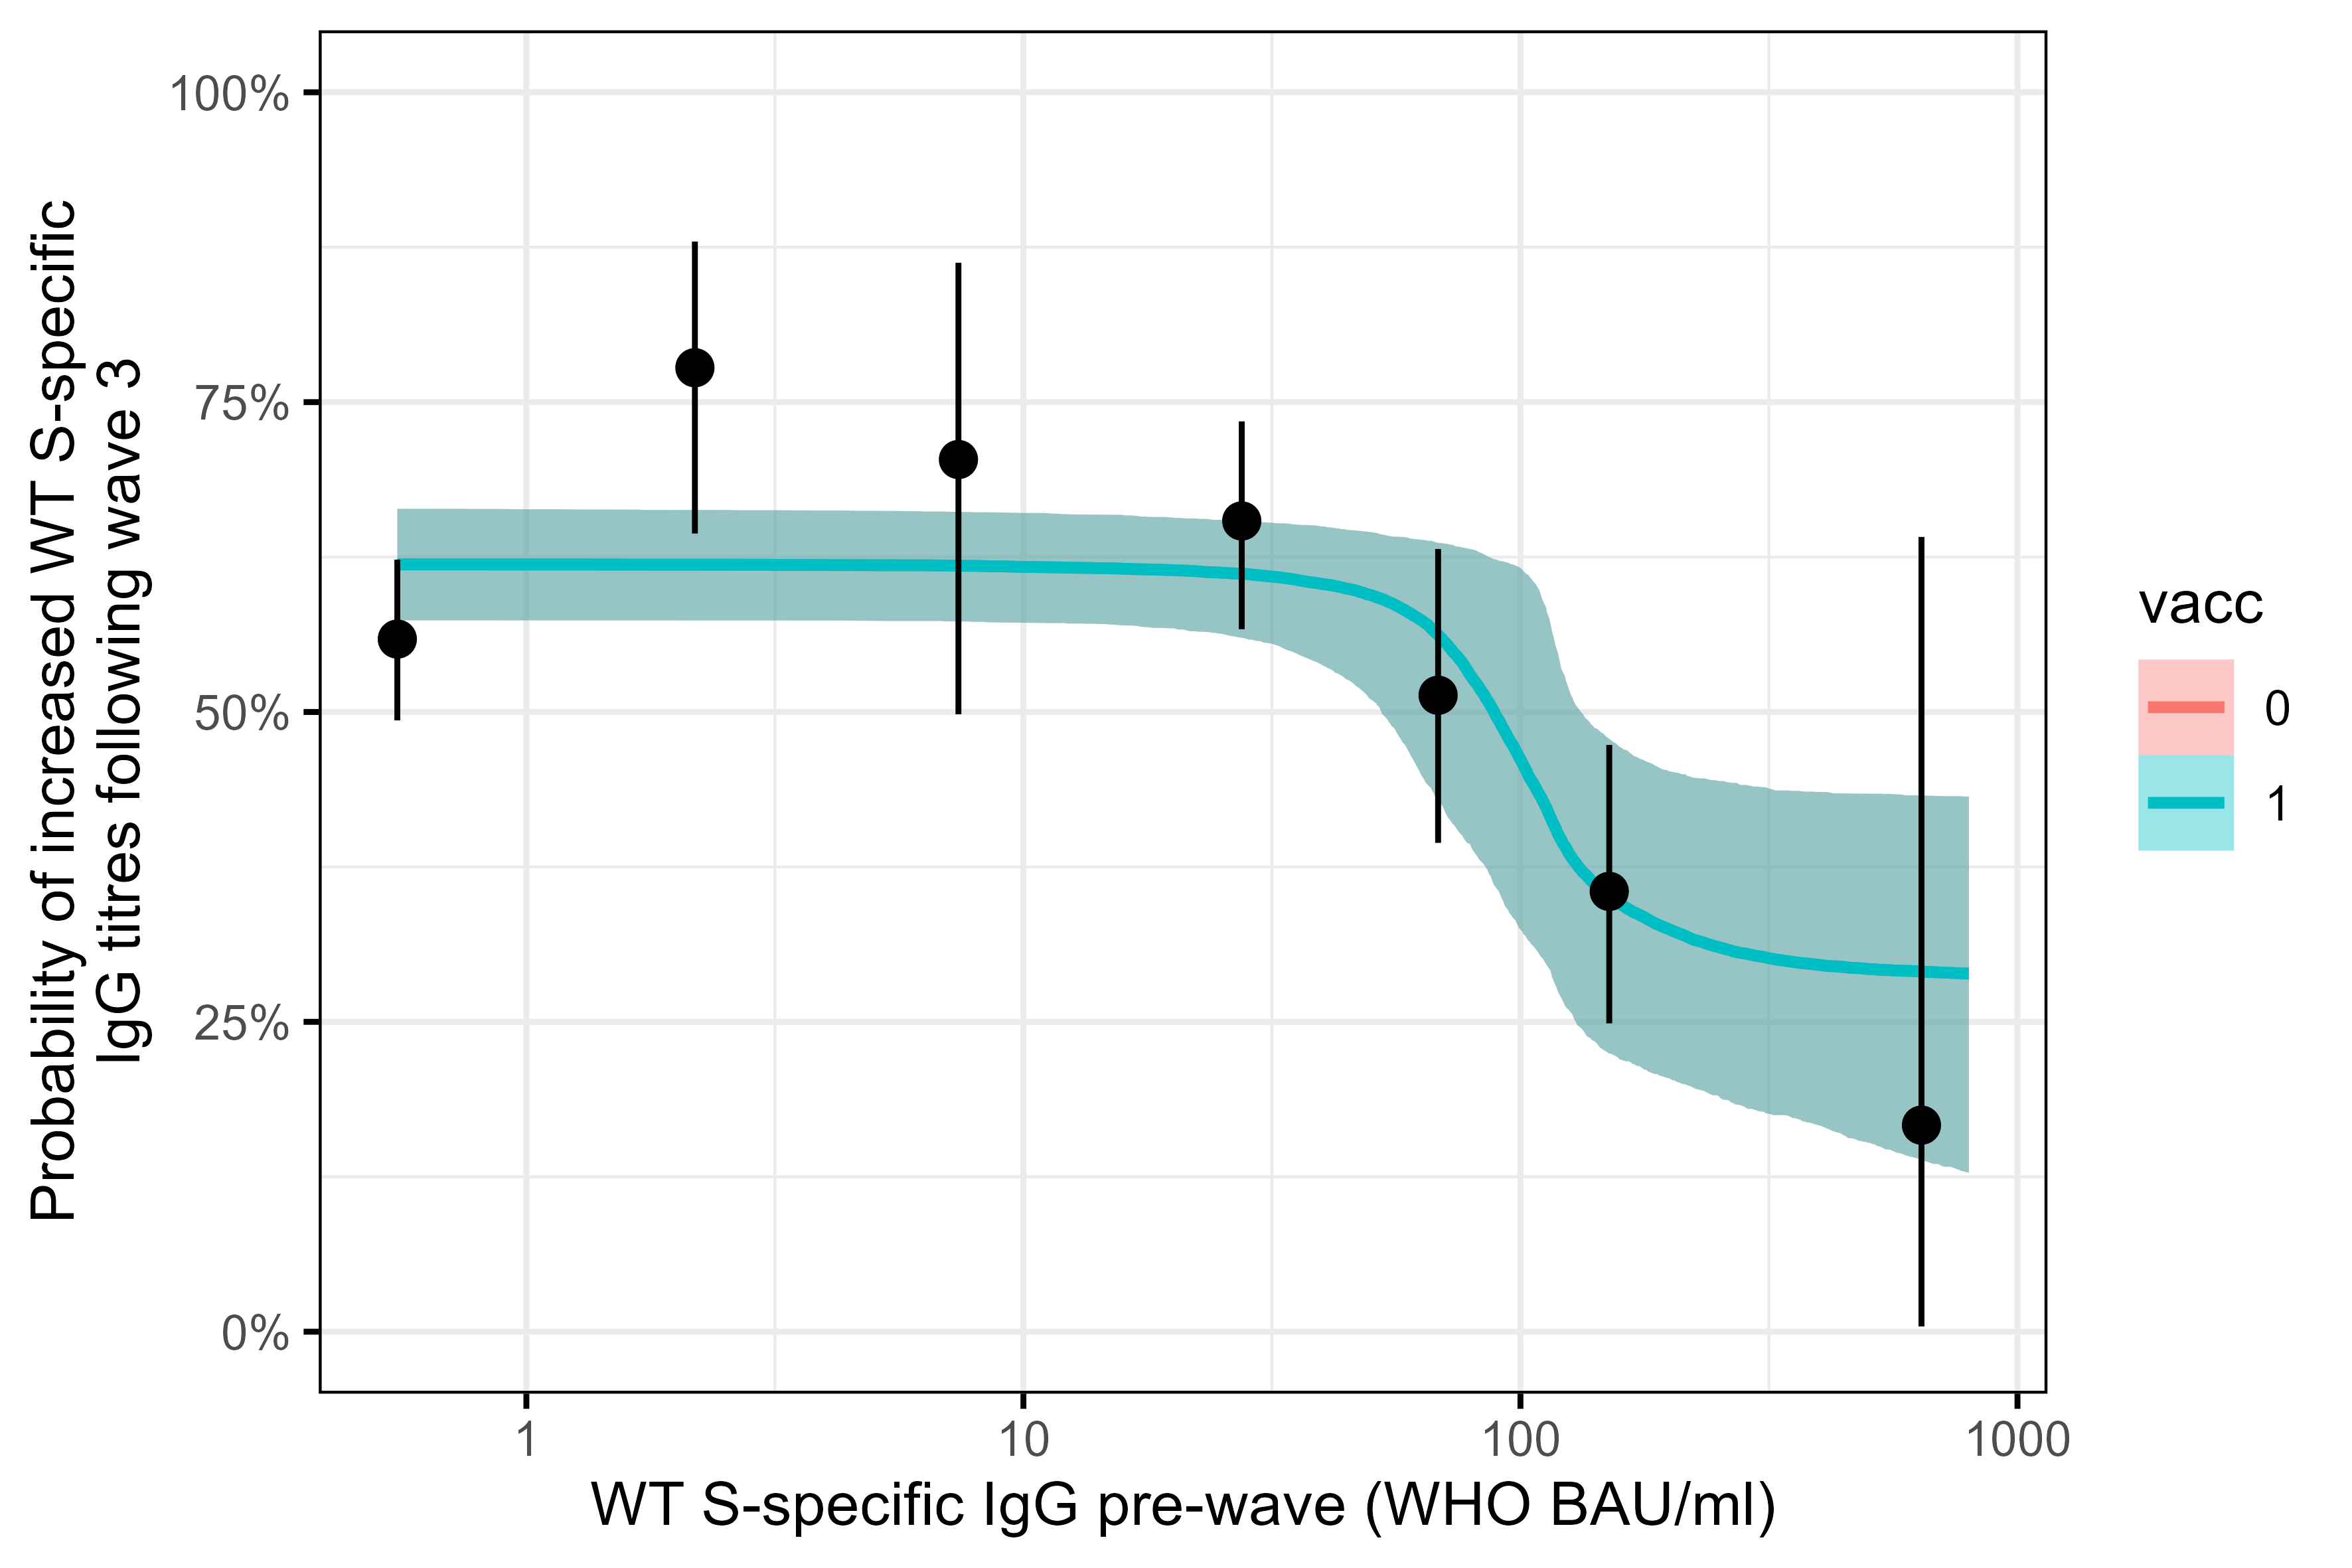 Probability of increased WT S-specific
IgG titres following wave 3
100%
75%
50%
25%
0%
1
10
100
1000
WT S-specific IgG pre-wave (WHO BAU/ml)
vacc
0
1